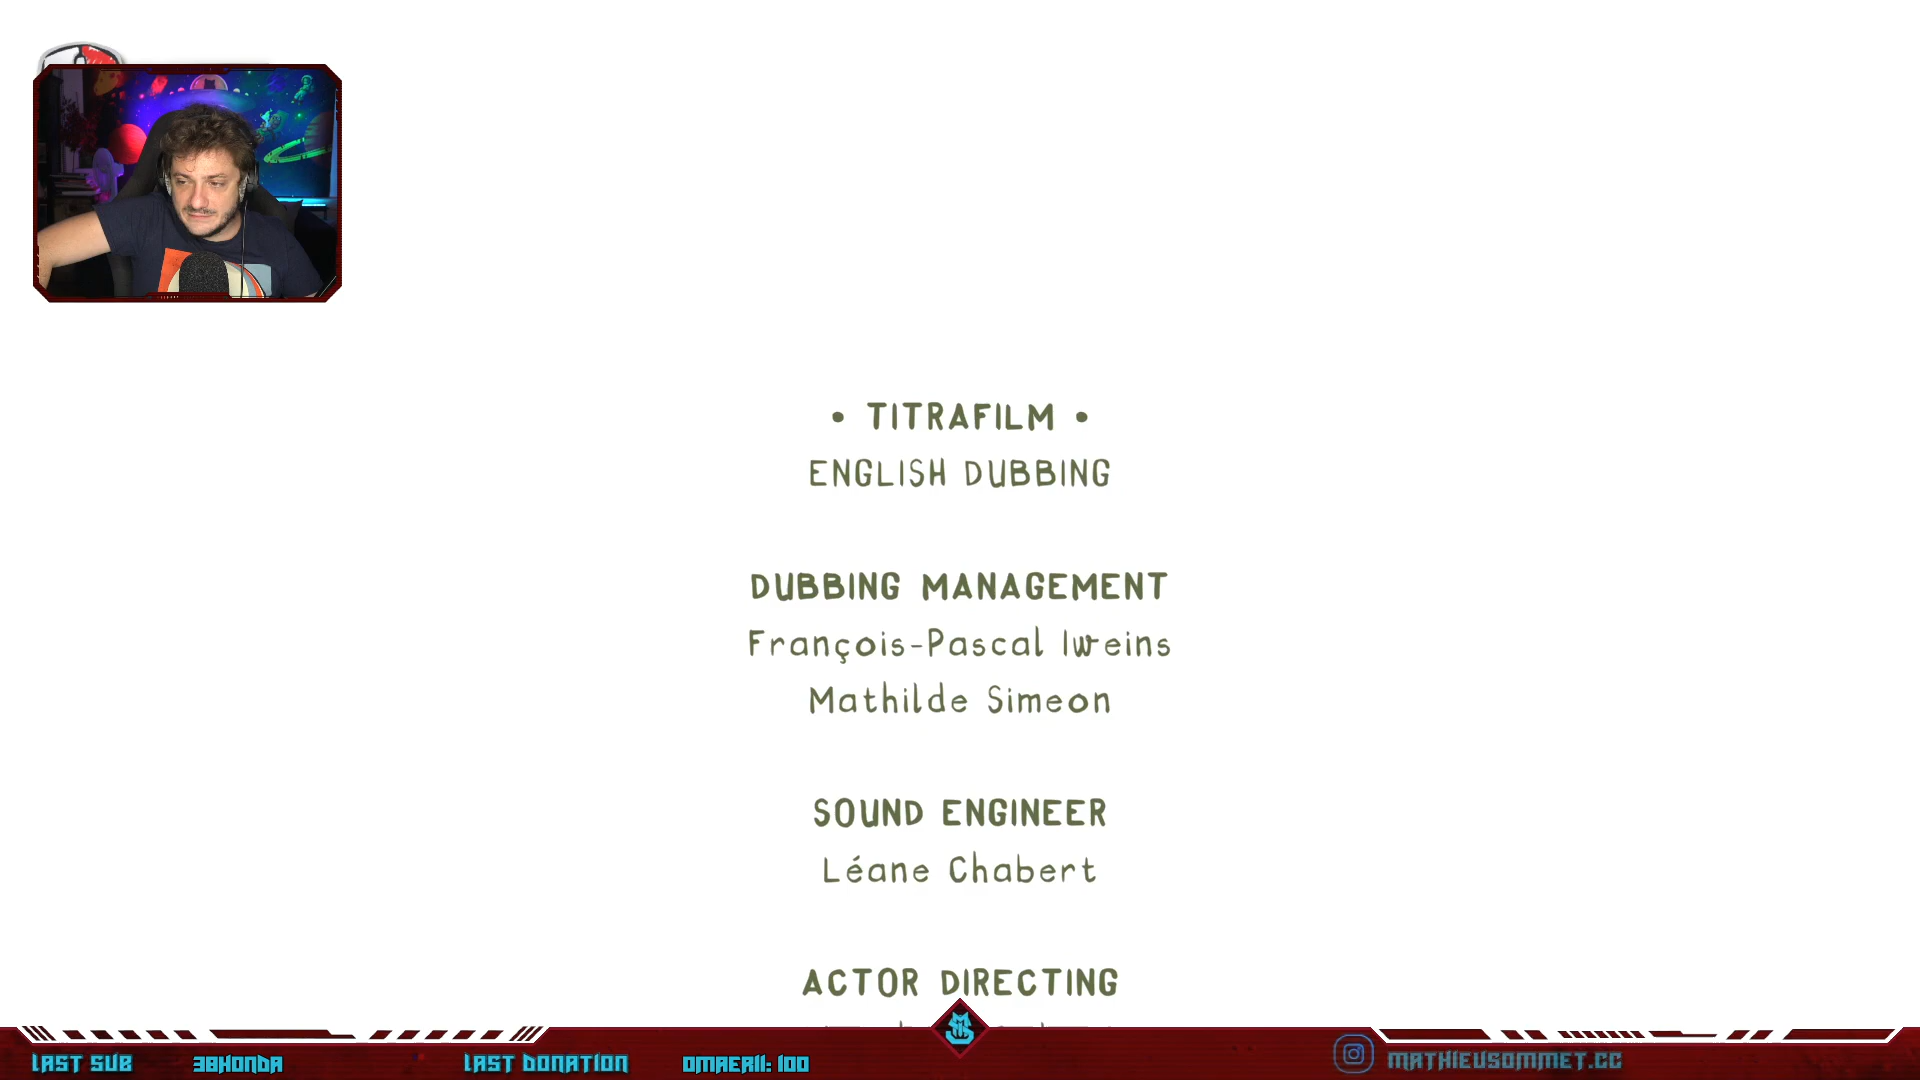 • TITRAFILM •
ENGLISH DUBBING
DUBBING MANAGEMENT
François-Pascal Iweins
Mathilde Simeon
SOUND ENGINEER
Léane Chabert
ACTOR DIRECTING
LAST SUB 38HONDA LAST DONATION OMAER11: 100 MATHIEUSOMMET.CC